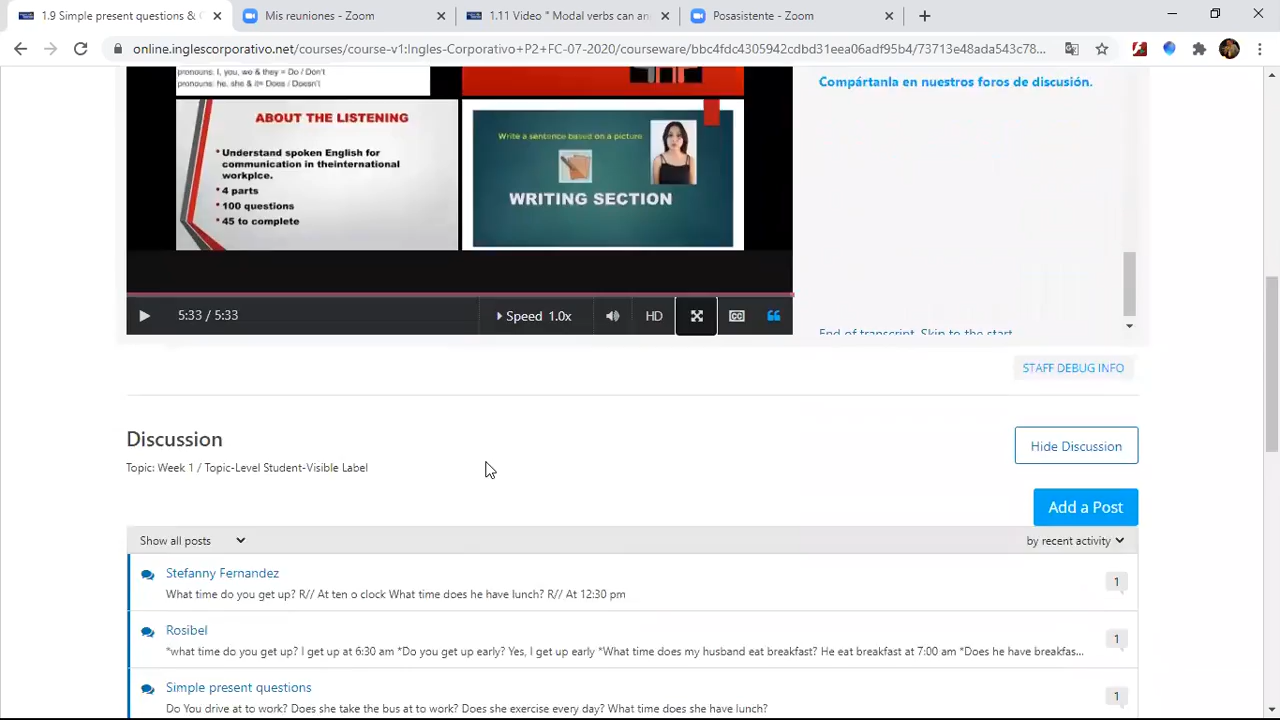 1.9 Simple present questions &
Mis reuniones - Zoom
1.11 Video " Modal verbs can an
Posasistente - Zoom
online.inglescorporativo.net/courses/course-v1:Ingles-Corporativo+P2+FC-07-2020/courseware/bbc4fdc4305942cdbd31eea06adf95b4/73713e48ada543c78...
pronouns: I, you, we & they = Do / Don't
pronouns: he, she & it= Does / Doesn't
Compártanla en nuestros foros de discusión.
ABOUT THE LISTENING
* Understand spoken English for
communication in theinternational
workplce.
* 4 parts
* 100 questions
* 45 to complete
Write a sentence based on a picture
WRITING SECTION
5:33 / 5:33
Speed 1.0x
HD
CC
End of transcript. Skip to the start.
STAFF DEBUG INFO
Discussion
Hide Discussion
Topic: Week 1 / Topic-Level Student-Visible Label
Add a Post
Show all posts
by recent activity
Stefanny Fernandez
1
What time do you get up? R// At ten o clock What time does he have lunch? R// At 12:30 pm
Rosibel
1
*what time do you get up? I get up at 6:30 am *Do you get up early? Yes, I get up early *What time does my husband eat breakfast? He eat breakfast at 7:00 am *Does he have breakfas...
Simple present questions
1
Do You drive at to work? Does she take the bus at to work? Does she exercise every day? What time does she have lunch?